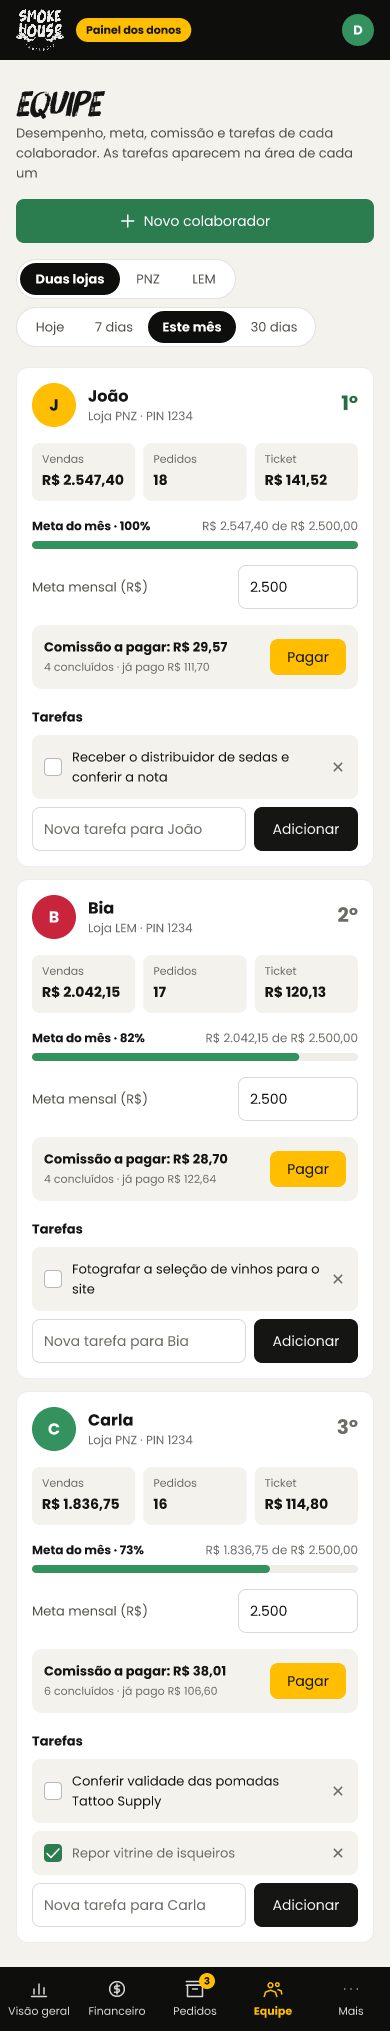 SMOKE
HOUSE
Painel dos donos
D
EQUIPE
Desempenho, meta, comissão e tarefas de cada
colaborador. As tarefas aparecem na área de cada
um
+ Novo colaborador
Duas lojas PNZ LEM
Hoje 7 dias Este mês 30 dias
J João 1º
Loja PNZ · PIN 1234
Vendas Pedidos Ticket
R$ 2.547,40 18 R$ 141,52
Meta do mês · 100% R$ 2.547,40 de R$ 2.500,00
Meta mensal (R$) 2.500
Comissão a pagar: R$ 29,57
4 concluídos · já pago R$ 111,70
Pagar
Tarefas
Receber o distribuidor de sedas e
conferir a nota
Nova tarefa para João Adicionar
B Bia 2º
Loja LEM · PIN 1234
Vendas Pedidos Ticket
R$ 2.042,15 17 R$ 120,13
Meta do mês · 82% R$ 2.042,15 de R$ 2.500,00
Meta mensal (R$) 2.500
Comissão a pagar: R$ 28,70
4 concluídos · já pago R$ 122,64
Pagar
Tarefas
Fotografar a seleção de vinhos para o
site
Nova tarefa para Bia Adicionar
C Carla 3º
Loja PNZ · PIN 1234
Vendas Pedidos Ticket
R$ 1.836,75 16 R$ 114,80
Meta do mês · 73% R$ 1.836,75 de R$ 2.500,00
Meta mensal (R$) 2.500
Comissão a pagar: R$ 38,01
6 concluídos · já pago R$ 106,60
Pagar
Tarefas
Conferir validade das pomadas
Tattoo Supply
Repor vitrine de isqueiros
Nova tarefa para Carla Adicionar
3
Visão geral Financeiro Pedidos Equipe Mais